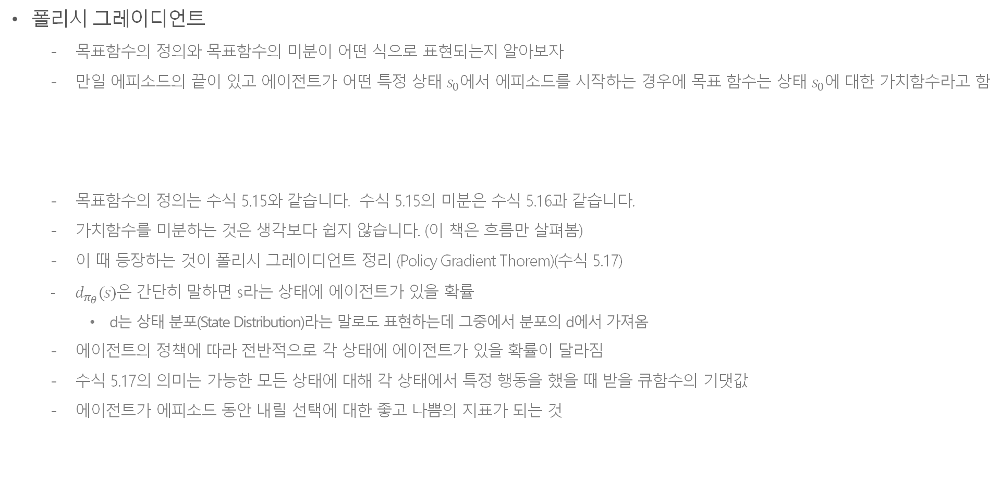 • 폴리시 그레이디언트
- 목표함수의 정의와 목표함수의 미분이 어떤 식으로 표현되는지 알아보자
- 만일 에피소드의 끝이 있고 에이전트가 어떤 특정 상태 s₀에서 에피소드를 시작하는 경우에 목표 함수는 상태 s₀에 대한 가치함수라고 함
- 목표함수의 정의는 수식 5.15와 같습니다. 수식 5.15의 미분은 수식 5.16과 같습니다.
- 가치함수를 미분하는 것은 생각보다 쉽지 않습니다. (이 책은 흐름만 살펴봄)
- 이 때 등장하는 것이 폴리시 그레이디언트 정리 (Policy Gradient Thorem)(수식 5.17)
- d_{π_θ}(s)은 간단히 말하면 s라는 상태에 에이전트가 있을 확률
• d는 상태 분포(State Distribution)라는 말로도 표현하는데 그중에서 분포의 d에서 가져옴
- 에이전트의 정책에 따라 전반적으로 각 상태에 에이전트가 있을 확률이 달라짐
- 수식 5.17의 의미는 가능한 모든 상태에 대해 각 상태에서 특정 행동을 했을 때 받을 큐함수의 기댓값
- 에이전트가 에피소드 동안 내릴 선택에 대한 좋고 나쁨의 지표가 되는 것